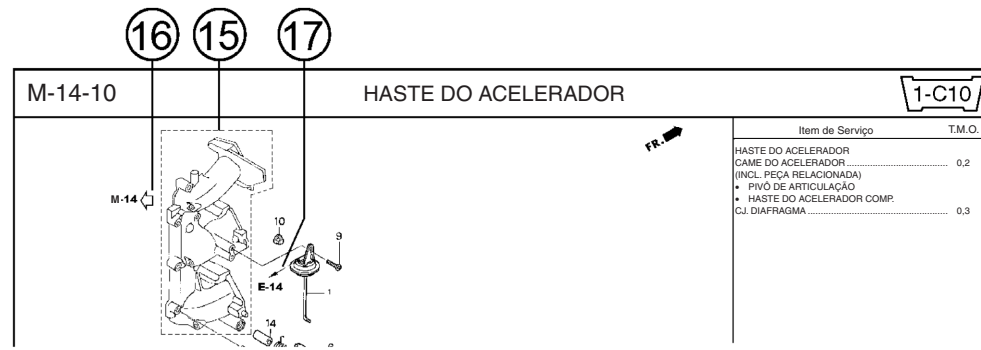 16 15 17
M-14-10 HASTE DO ACELERADOR 1-C10
FR.
Item de Serviço T.M.O.
HASTE DO ACELERADOR
CAME DO ACELERADOR ........ 0,2
(INCL. PEÇA RELACIONADA)
• PIVÔ DE ARTICULAÇÃO
• HASTE DO ACELERADOR COMP.
CJ. DIAFRAGMA ........ 0,3
M-14
10
9
E-14
1
14